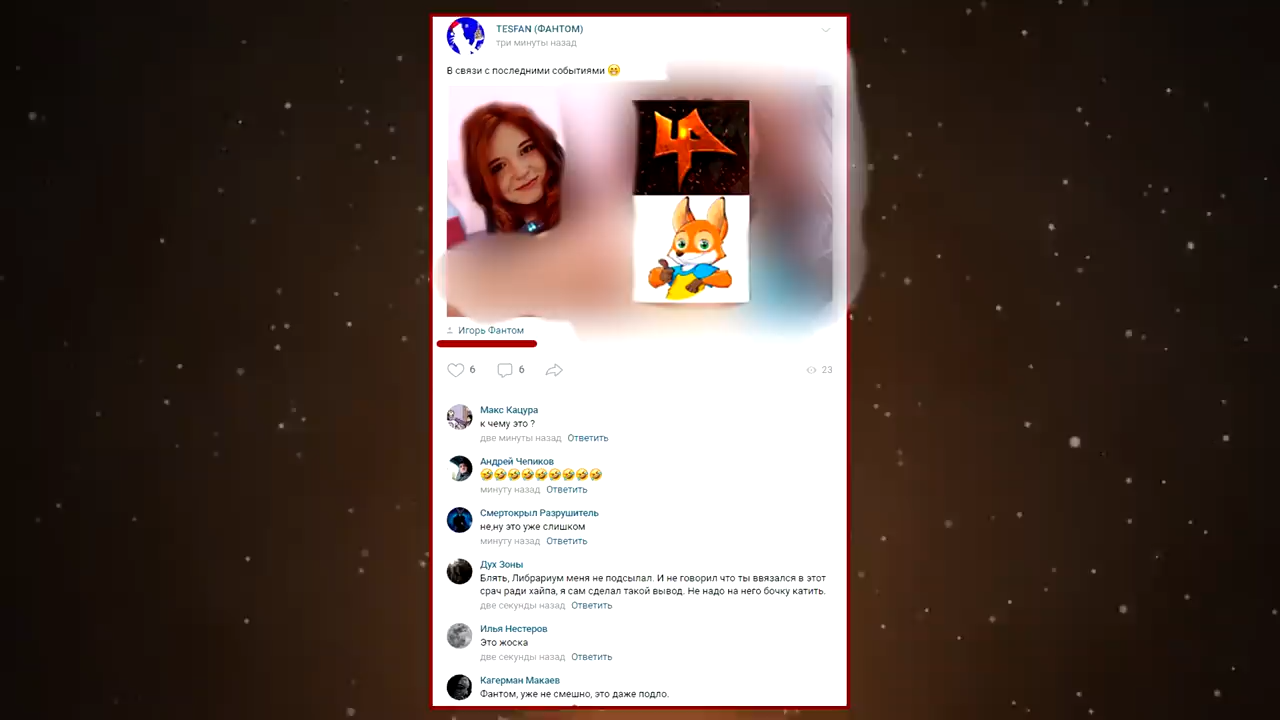 TESFAN (ФАНТОМ)
три минуты назад
В связи с последними событиями 🤭
Игорь Фантом
6 6 23
Макс Кацура
к чему это ?
две минуты назад Ответить
Андрей Чепиков
🤣🤣🤣🤣🤣🤣🤣🤣🤣
минуту назад Ответить
Смертокрыл Разрушитель
не,ну это уже слишком
минуту назад Ответить
Дух Зоны
Блять, Либрариум меня не подсылал. И не говорил что ты ввязался в этот
срач ради хайпа, я сам сделал такой вывод. Не надо на него бочку катить.
две секунды назад Ответить
Илья Нестеров
Это жоска
две секунды назад Ответить
Кагерман Макаев
Фантом, уже не смешно, это даже подло.